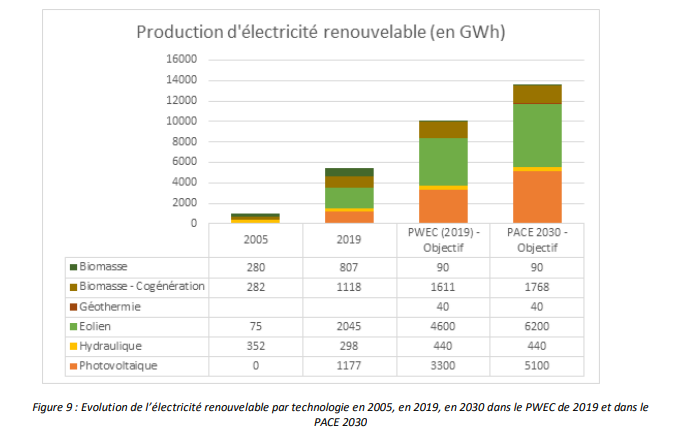 Production d'électricité renouvelable (en GWh)
16000
14000
12000
10000
8000
6000
4000
2000
0
2005 2019 PWEC (2019) - Objectif PACE 2030 - Objectif
Biomasse 280 807 90 90
Biomasse - Cogénération 282 1118 1611 1768
Géothermie 40 40
Eolien 75 2045 4600 6200
Hydraulique 352 298 440 440
Photovoltaique 0 1177 3300 5100
Figure 9 : Evolution de l'électricité renouvelable par technologie en 2005, en 2019, en 2030 dans le PWEC de 2019 et dans le
PACE 2030